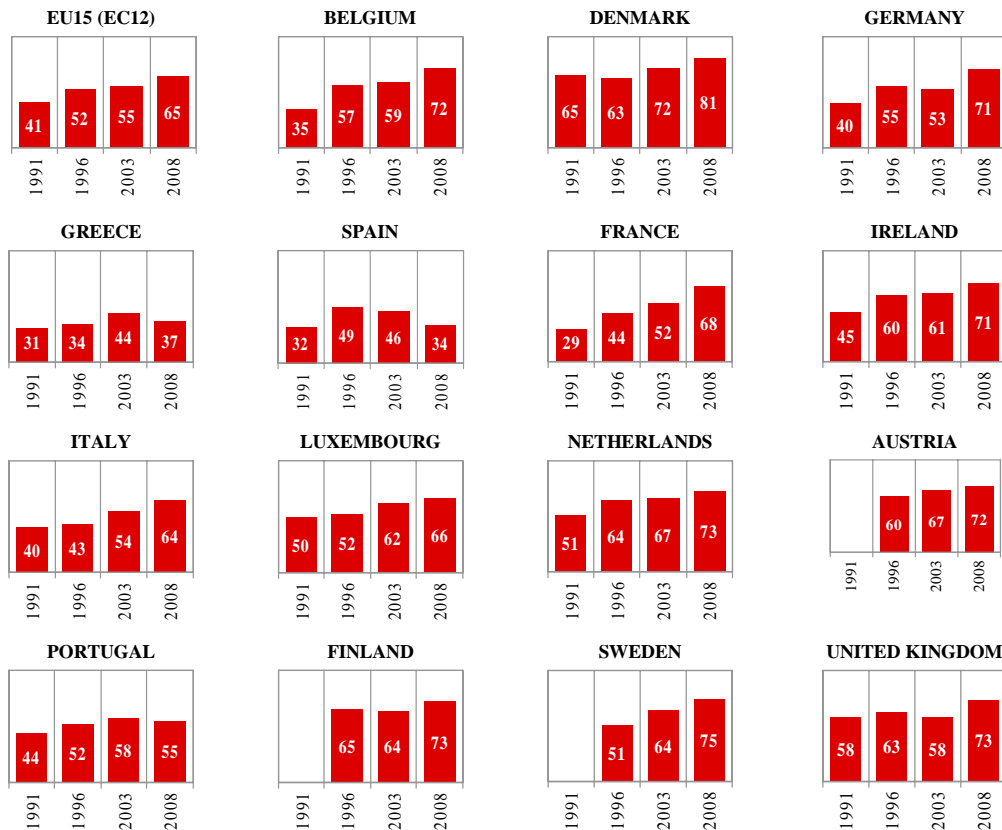 EU15 (EC12) BELGIUM DENMARK GERMANY
41 52 55 65 35 57 59 72 65 63 72 81 40 55 53 71
1991 1996 2003 2008 1991 1996 2003 2008 1991 1996 2003 2008 1991 1996 2003 2008
GREECE SPAIN FRANCE IRELAND
31 34 44 37 32 49 46 34 29 44 52 68 45 60 61 71
1991 1996 2003 2008 1991 1996 2003 2008 1991 1996 2003 2008 1991 1996 2003 2008
ITALY LUXEMBOURG NETHERLANDS AUSTRIA
40 43 54 64 50 52 62 66 51 64 67 73 60 67 72
1991 1996 2003 2008 1991 1996 2003 2008 1991 1996 2003 2008 1991 1996 2003 2008
PORTUGAL FINLAND SWEDEN UNITED KINGDOM
44 52 58 55 65 64 73 51 64 75 58 63 58 73
1991 1996 2003 2008 1991 1996 2003 2008 1991 1996 2003 2008 1991 1996 2003 2008